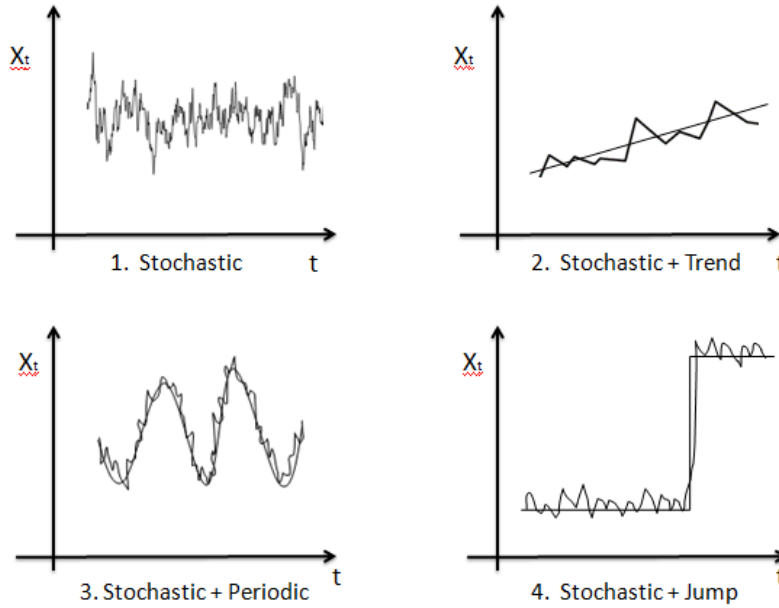 Xt
1. Stochastic
t
Xt
2. Stochastic + Trend
t
Xt
3. Stochastic + Periodic
t
Xt
4. Stochastic + Jump
t